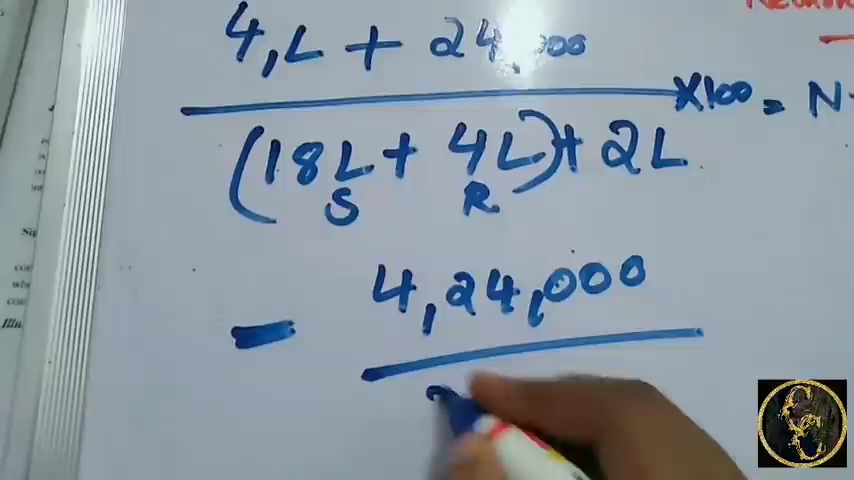 4,L + 24,000
× 100 = N
(18L + 4L) + 2L
S R
4,24,000